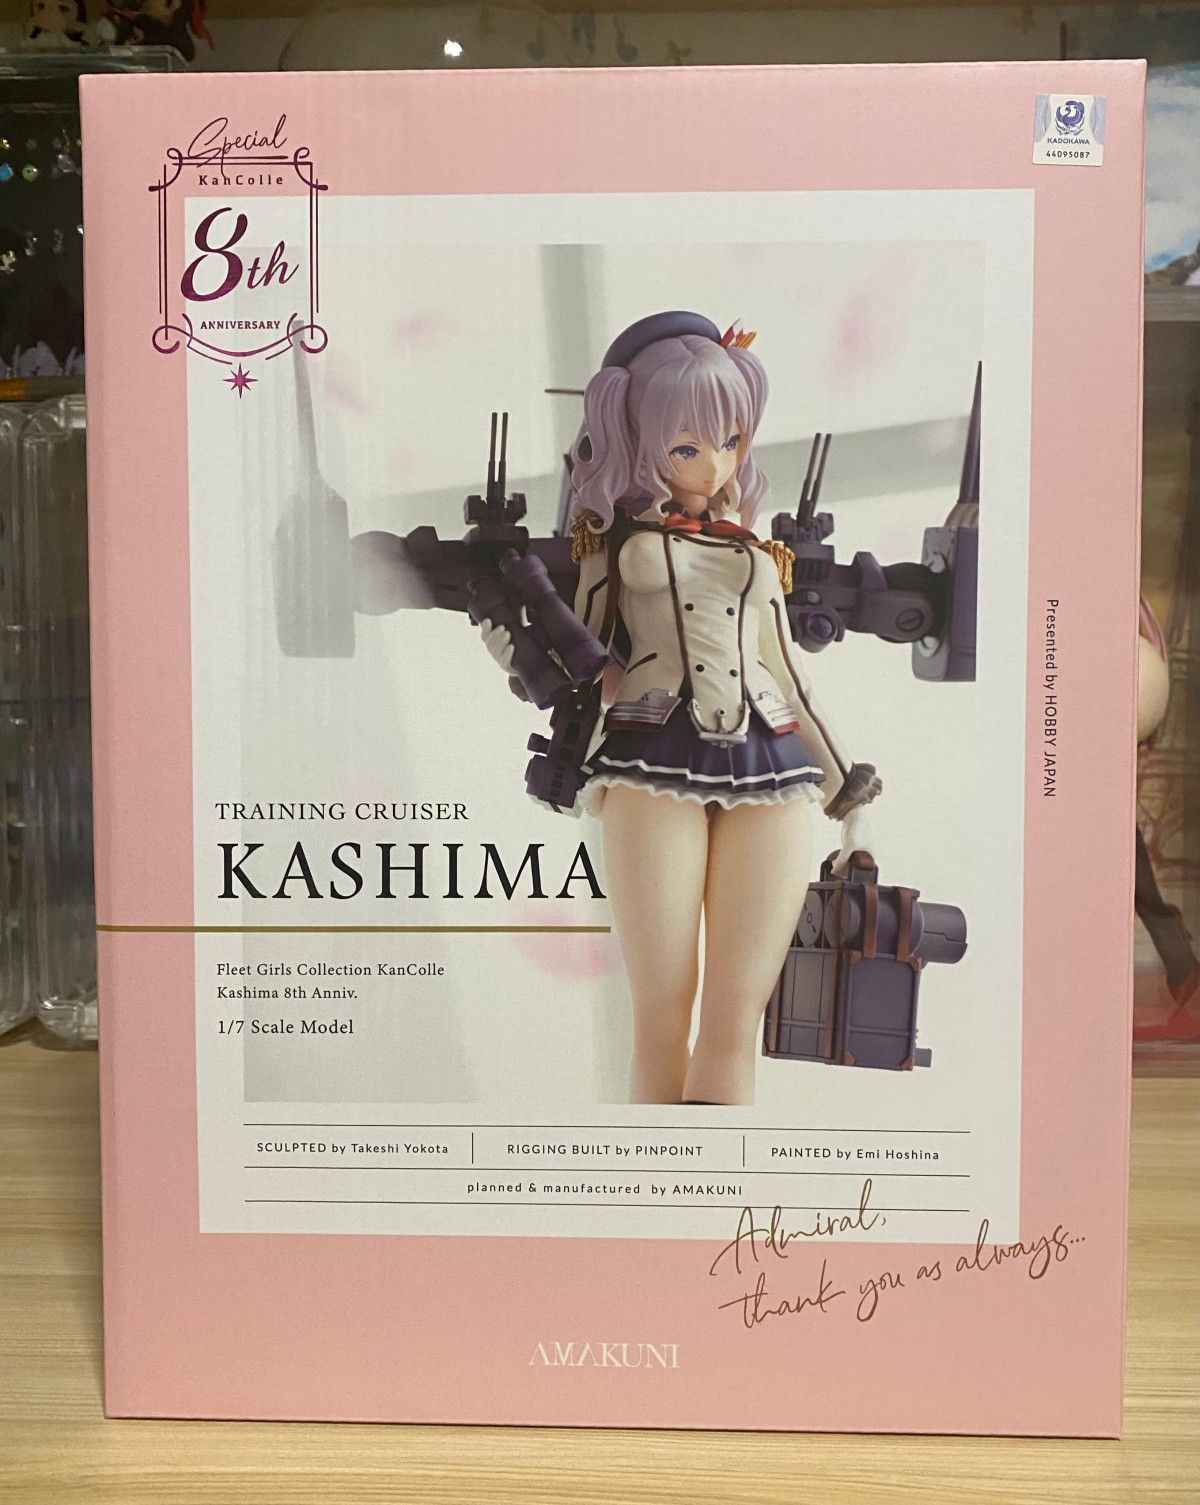 Special
KanColle
8th
ANNIVERSARY
KADOKAWA
44095087
Presented by HOBBY JAPAN
TRAINING CRUISER
KASHIMA
Fleet Girls Collection KanColle
Kashima 8th Anniv.
1/7 Scale Model
SCULPTED by Takeshi Yokota
RIGGING BUILT by PINPOINT
PAINTED by Emi Hoshina
planned & manufactured by AMAKUNI
Admiral,
thank you as always...
AMAKUNI